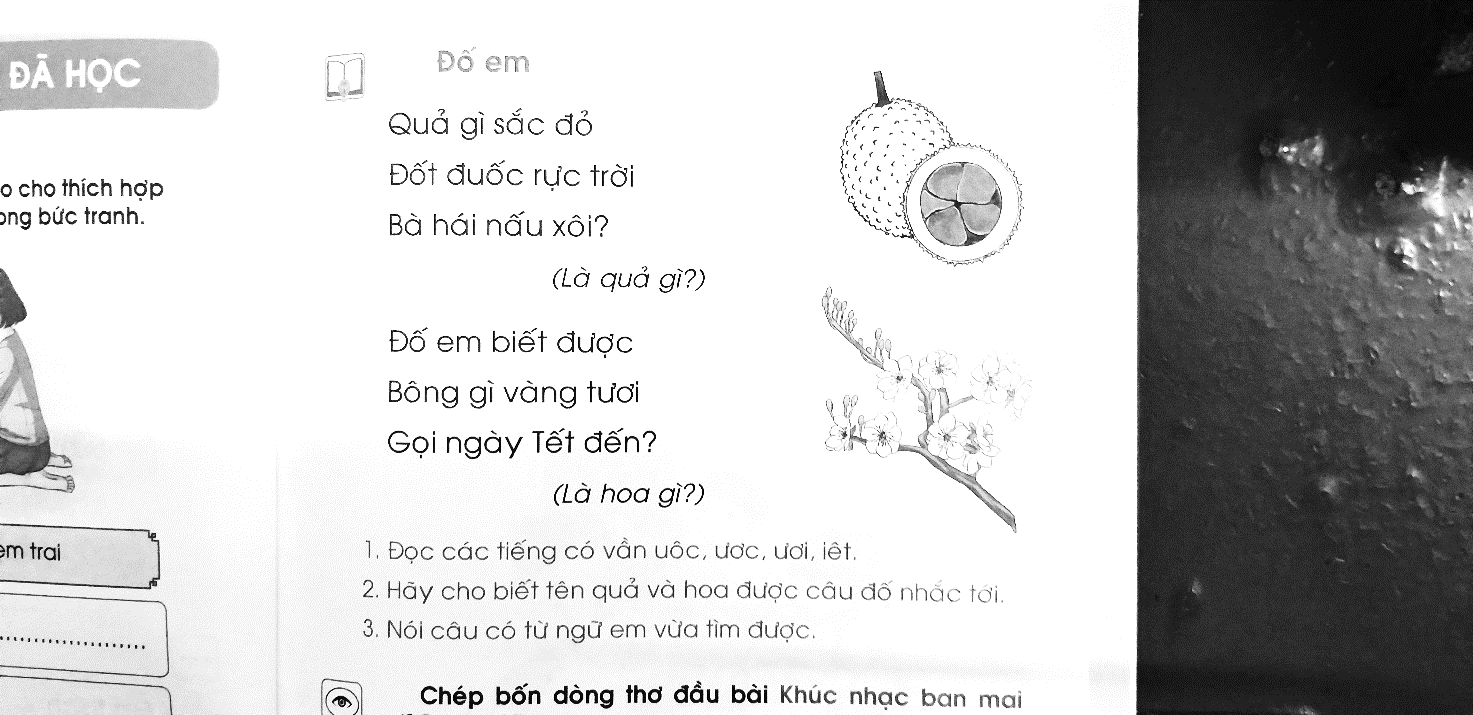 ĐÃ HỌC
o cho thích hợp
ong bức tranh.
em trai
Đố em
Quả gì sắc đỏ
Đốt đuốc rực trời
Bà hái nấu xôi?
(Là quả gì?)
Đố em biết được
Bông gì vàng tươi
Gọi ngày Tết đến?
(Là hoa gì?)
1. Đọc các tiếng có vần uôc, ươc, ươi, iêt.
2. Hãy cho biết tên quả và hoa được câu đố nhắc tới.
3. Nói câu có từ ngữ em vừa tìm được.
Chép bốn dòng thơ đầu bài Khúc nhạc ban mai